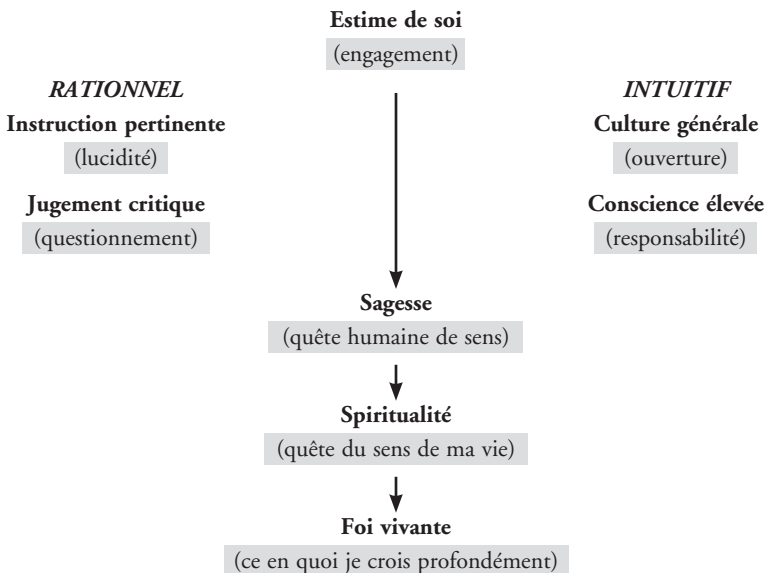 Estime de soi
(engagement)
RATIONNEL
Instruction pertinente
(lucidité)
Jugement critique
(questionnement)
INTUITIF
Culture générale
(ouverture)
Conscience élevée
(responsabilité)
Sagesse
(quête humaine de sens)
Spiritualité
(quête du sens de ma vie)
Foi vivante
(ce en quoi je crois profondément)